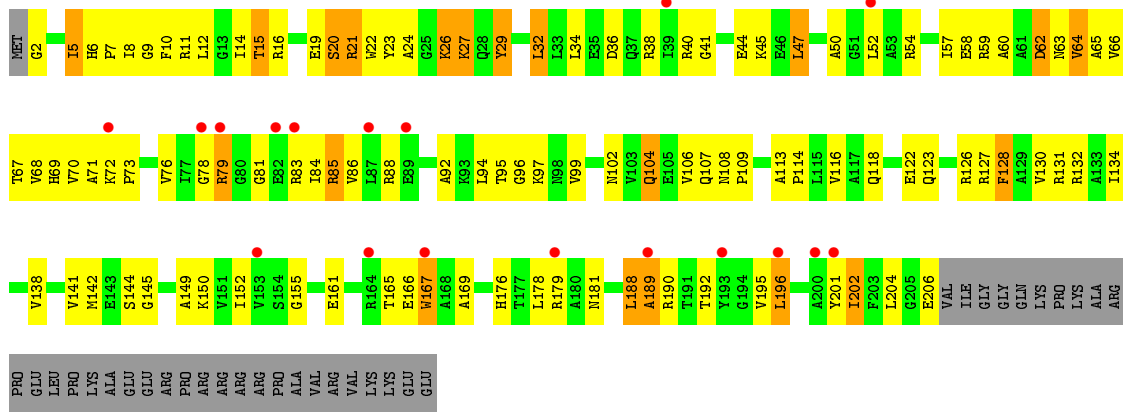 MET G2 I5 H6 P7 I8 G9 F10 R11 L12 G13 I14 T15 R16 E19 S20 R21 W22 Y23 A24 G25 K26 K27 Q28 Y29 L32 L33 L34 E35 D36 Q37 R38 I39 R40 G41 E44 K45 E46 L47 A50 G51 L52 A53 R54 I57 E58 R59 A60 A61 D62 N63 V64 A65 V66
T67 V68 H69 V70 A71 K72 P73 V76 I77 G78 R79 G80 G81 E82 R83 I84 R85 V86 L87 R88 E89 A92 K93 L94 T95 G96 K97 N98 V99 N102 V103 Q104 E105 V106 Q107 N108 P109 A113 P114 L115 V116 A117 Q118 E122 Q123 R126 R127 F128 A129 V130 R131 R132 A133 I134
V138 V141 M142 E143 S144 G145 A149 K150 V151 I152 V153 S154 G155 E161 R164 T165 E166 W167 A168 A169 H176 T177 L178 R179 A180 N181 L188 A189 R190 T191 T192 Y193 G194 V195 L196 A200 Y201 I202 F203 L204 G205 E206 VAL ILE GLY GLY GLN LYS PRO LYS ALA ARG
PRO GLU LEU PRO LYS ALA GLU GLU ARG PRO ARG ARG ARG ARG PRO ALA VAL ARG VAL LYS LYS GLU GLU